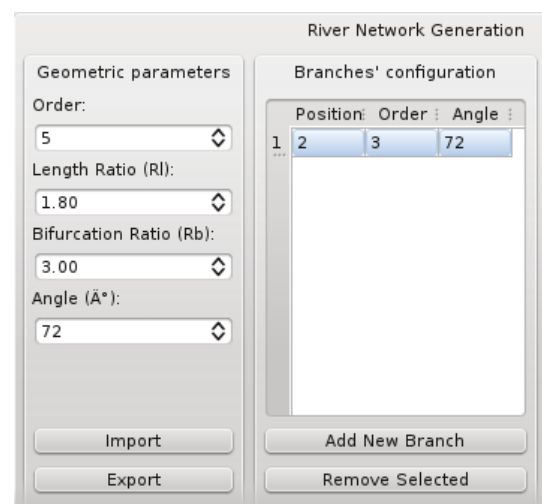 River Network Generation
Geometric parameters
Order:
5
Length Ratio (Rl):
1.80
Bifurcation Ratio (Rb):
3.00
Angle (Ä°):
72
Import
Export
Branches' configuration
Position Order Angle
1 2 3 72
Add New Branch
Remove Selected